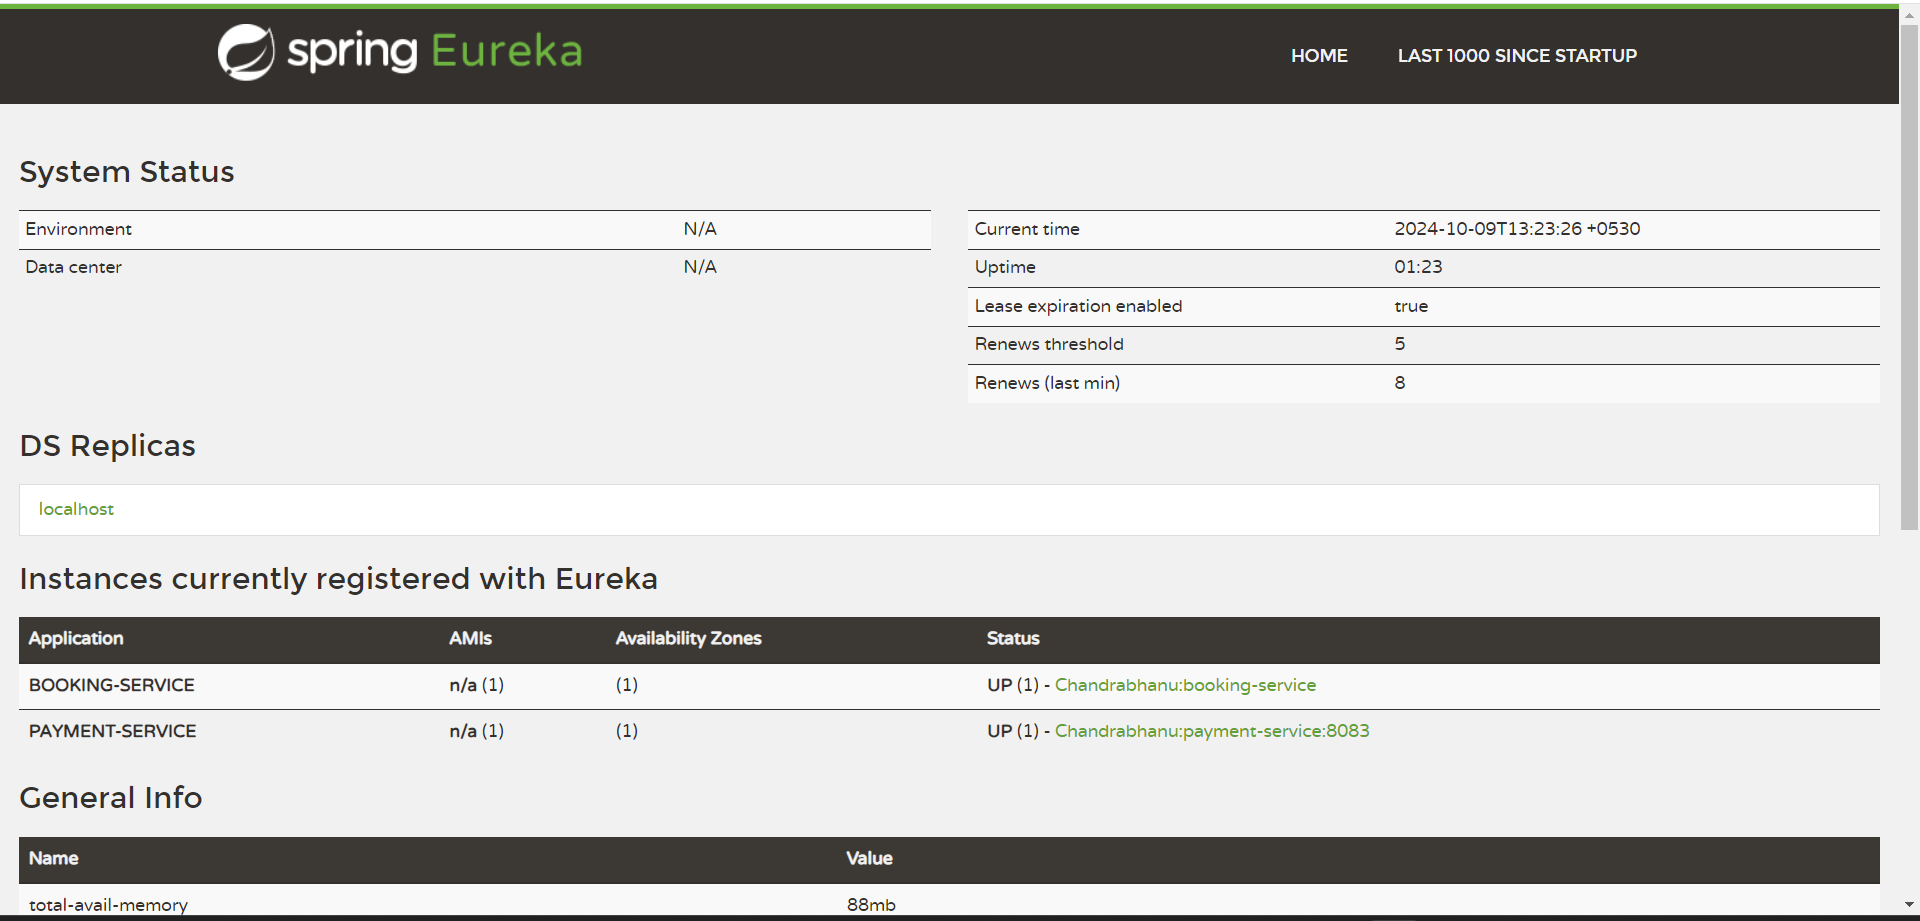 spring Eureka
HOME LAST 1000 SINCE STARTUP
System Status
Environment N/A
Data center N/A
Current time 2024-10-09T13:23:26 +0530
Uptime 01:23
Lease expiration enabled true
Renews threshold 5
Renews (last min) 8
DS Replicas
localhost
Instances currently registered with Eureka
Application AMIs Availability Zones Status
BOOKING-SERVICE n/a (1) (1) UP (1) - Chandrabhanu:booking-service
PAYMENT-SERVICE n/a (1) (1) UP (1) - Chandrabhanu:payment-service:8083
General Info
Name Value
total-avail-memory 88mb